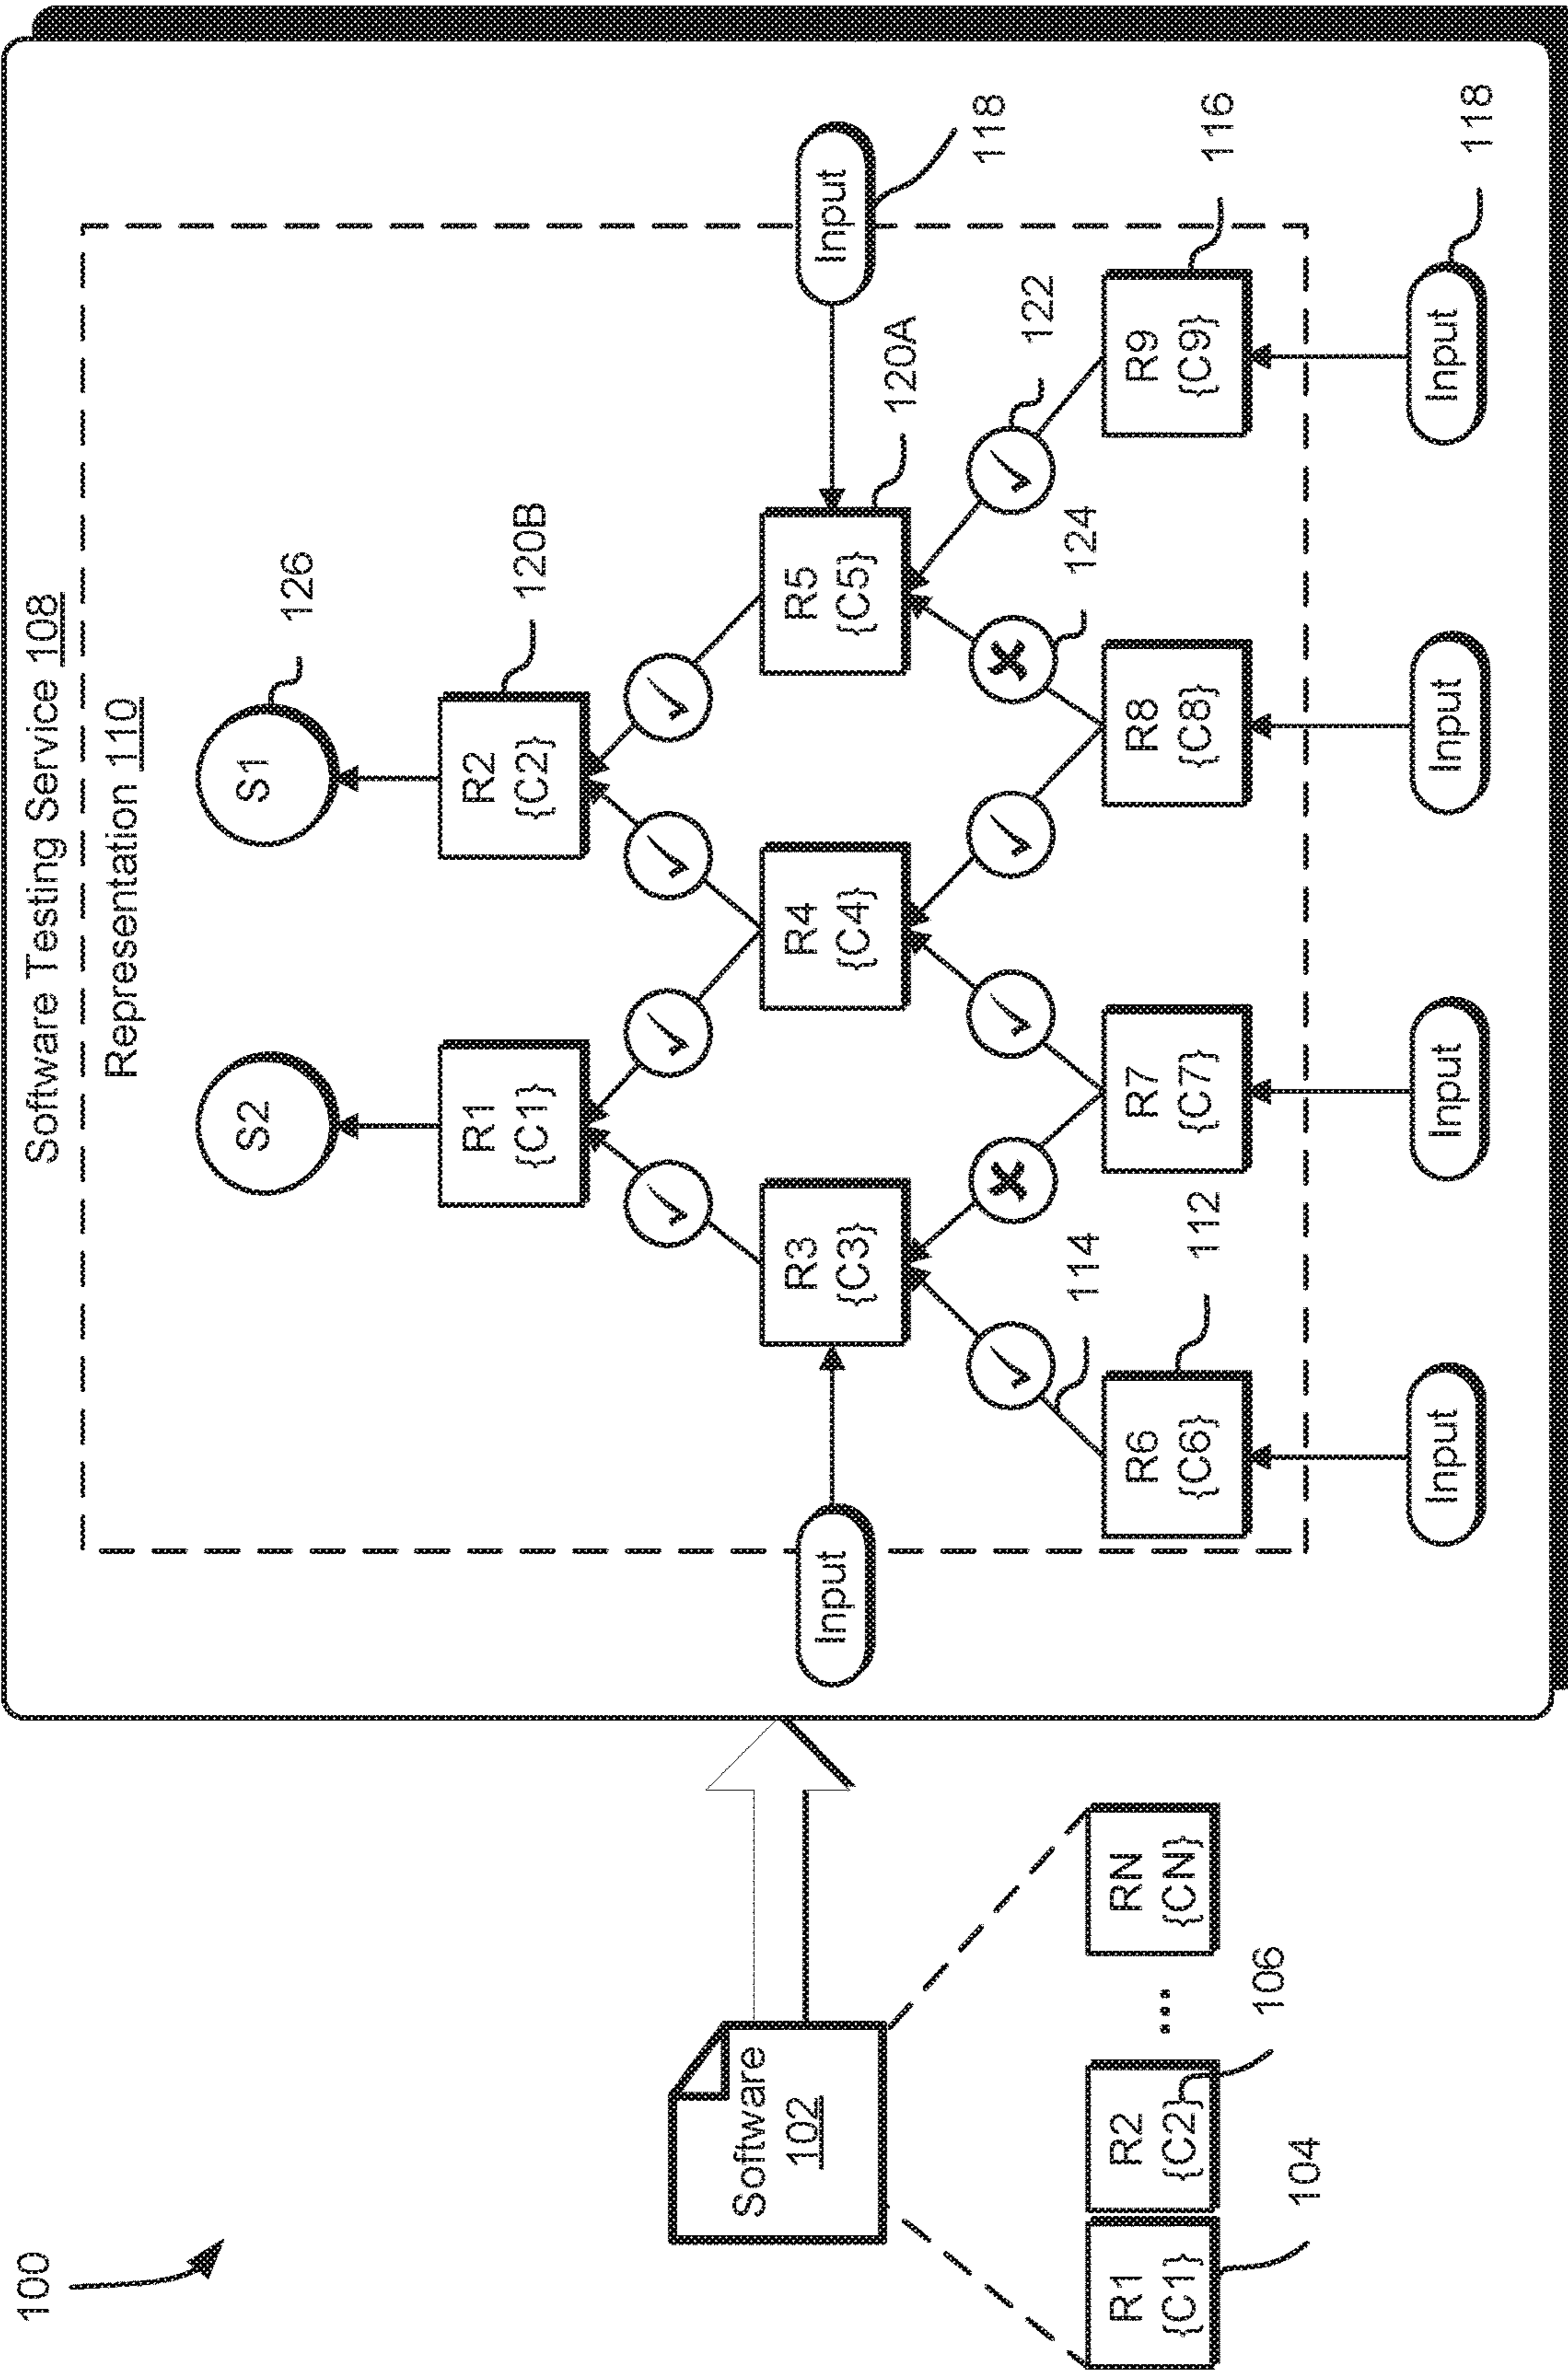 100
Software Testing Service 108
Representation 110
S2
S1
126
R1
{C1}
R2
{C2}
120B
Software
102
Input
R3
{C3}
R4
{C4}
R5
{C5}
Input
118
120A
114
124
122
R1
{C1}
R2
{C2}
...
RN
{CN}
104
106
R6
{C6}
112
R7
{C7}
R8
{C8}
R9
{C9}
116
Input
Input
Input
Input
118